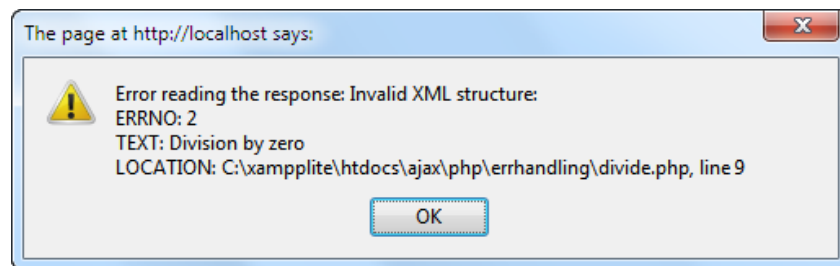 The page at http://localhost says:
Error reading the response: Invalid XML structure:
ERRNO: 2
TEXT: Division by zero
LOCATION: C:\xampplite\htdocs\ajax\php\errhandling\divide.php, line 9
OK